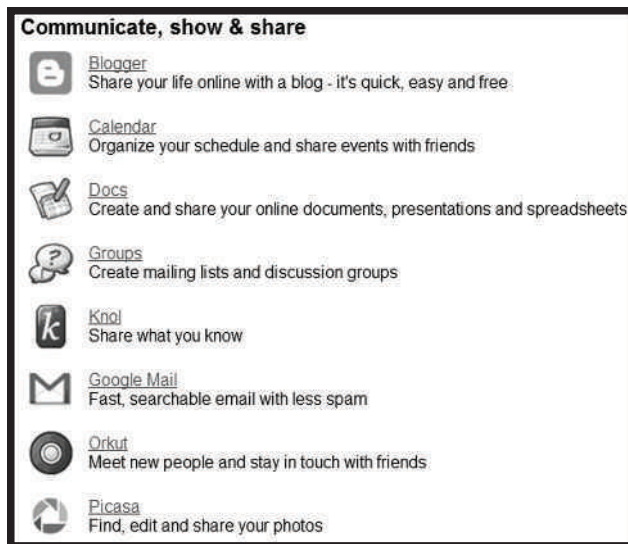 Communicate, show & share
Blogger
Share your life online with a blog - it's quick, easy and free
Calendar
Organize your schedule and share events with friends
Docs
Create and share your online documents, presentations and spreadsheets
Groups
Create mailing lists and discussion groups
Knol
Share what you know
Google Mail
Fast, searchable email with less spam
Orkut
Meet new people and stay in touch with friends
Picasa
Find, edit and share your photos